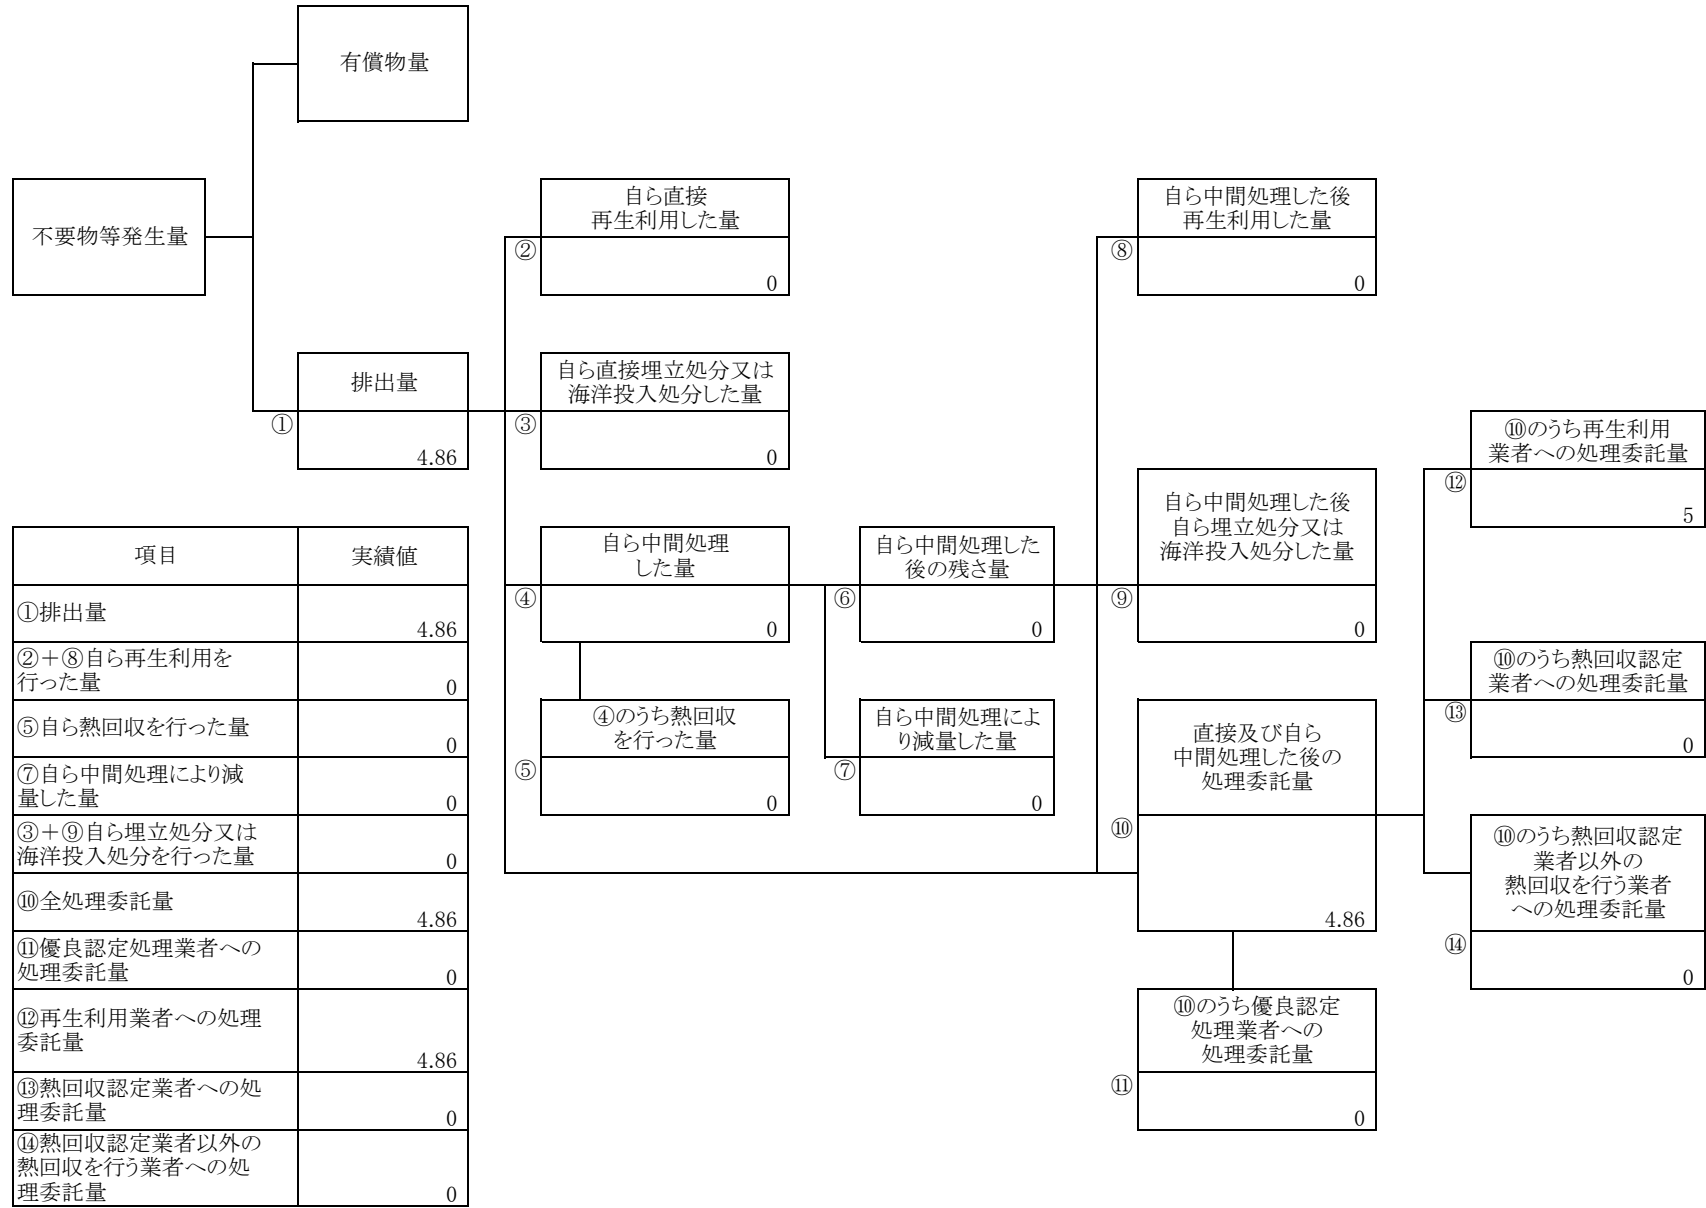 有償物量
不要物等発生量
自ら直接
再生利用した量
②
0
自ら中間処理した後
再生利用した量
⑧
0
排出量
①
4.86
自ら直接埋立処分又は
海洋投入処分した量
③
0
⑩のうち再生利用
業者への処理委託量
⑫
5
自ら中間処理
した量
④
0
自ら中間処理した
後の残さ量
⑥
0
自ら中間処理した後
自ら埋立処分又は
海洋投入処分した量
⑨
0
⑩のうち熱回収認定
業者への処理委託量
⑬
0
④のうち熱回収
を行った量
⑤
0
自ら中間処理によ
り減量した量
⑦
0
直接及び自ら
中間処理した後の
処理委託量
⑩
4.86
⑩のうち熱回収認定
業者以外の
熱回収を行う業者
への処理委託量
⑭
0
⑩のうち優良認定
処理業者への
処理委託量
⑪
0
項目 実績値
①排出量
4.86
②＋⑧自ら再生利用を
行った量
0
⑤自ら熱回収を行った量
0
⑦自ら中間処理により減
量した量
0
③＋⑨自ら埋立処分又は
海洋投入処分を行った量
0
⑩全処理委託量
4.86
⑪優良認定処理業者への
処理委託量
0
⑫再生利用業者への処理
委託量
4.86
⑬熱回収認定業者への処
理委託量
0
⑭熱回収認定業者以外の
熱回収を行う業者への処
理委託量
0